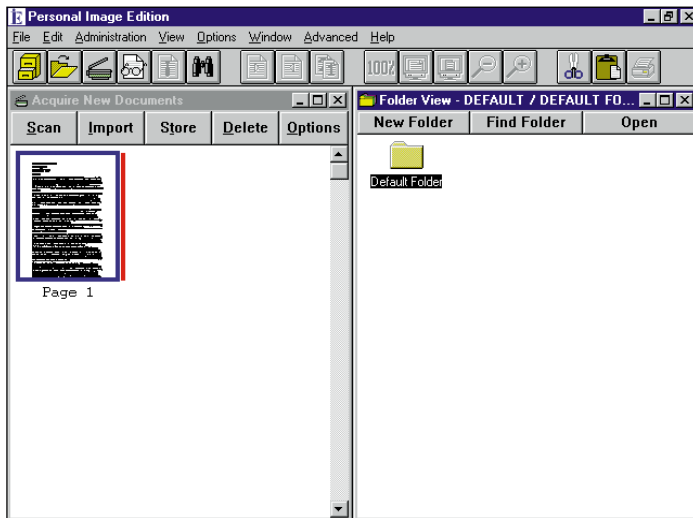 Personal Image Edition
File Edit Administration View Options Window Advanced Help
100%
Acquire New Documents
Scan Import Store Delete Options
Page 1
Folder View - DEFAULT / DEFAULT FO...
New Folder Find Folder Open
Default Folder